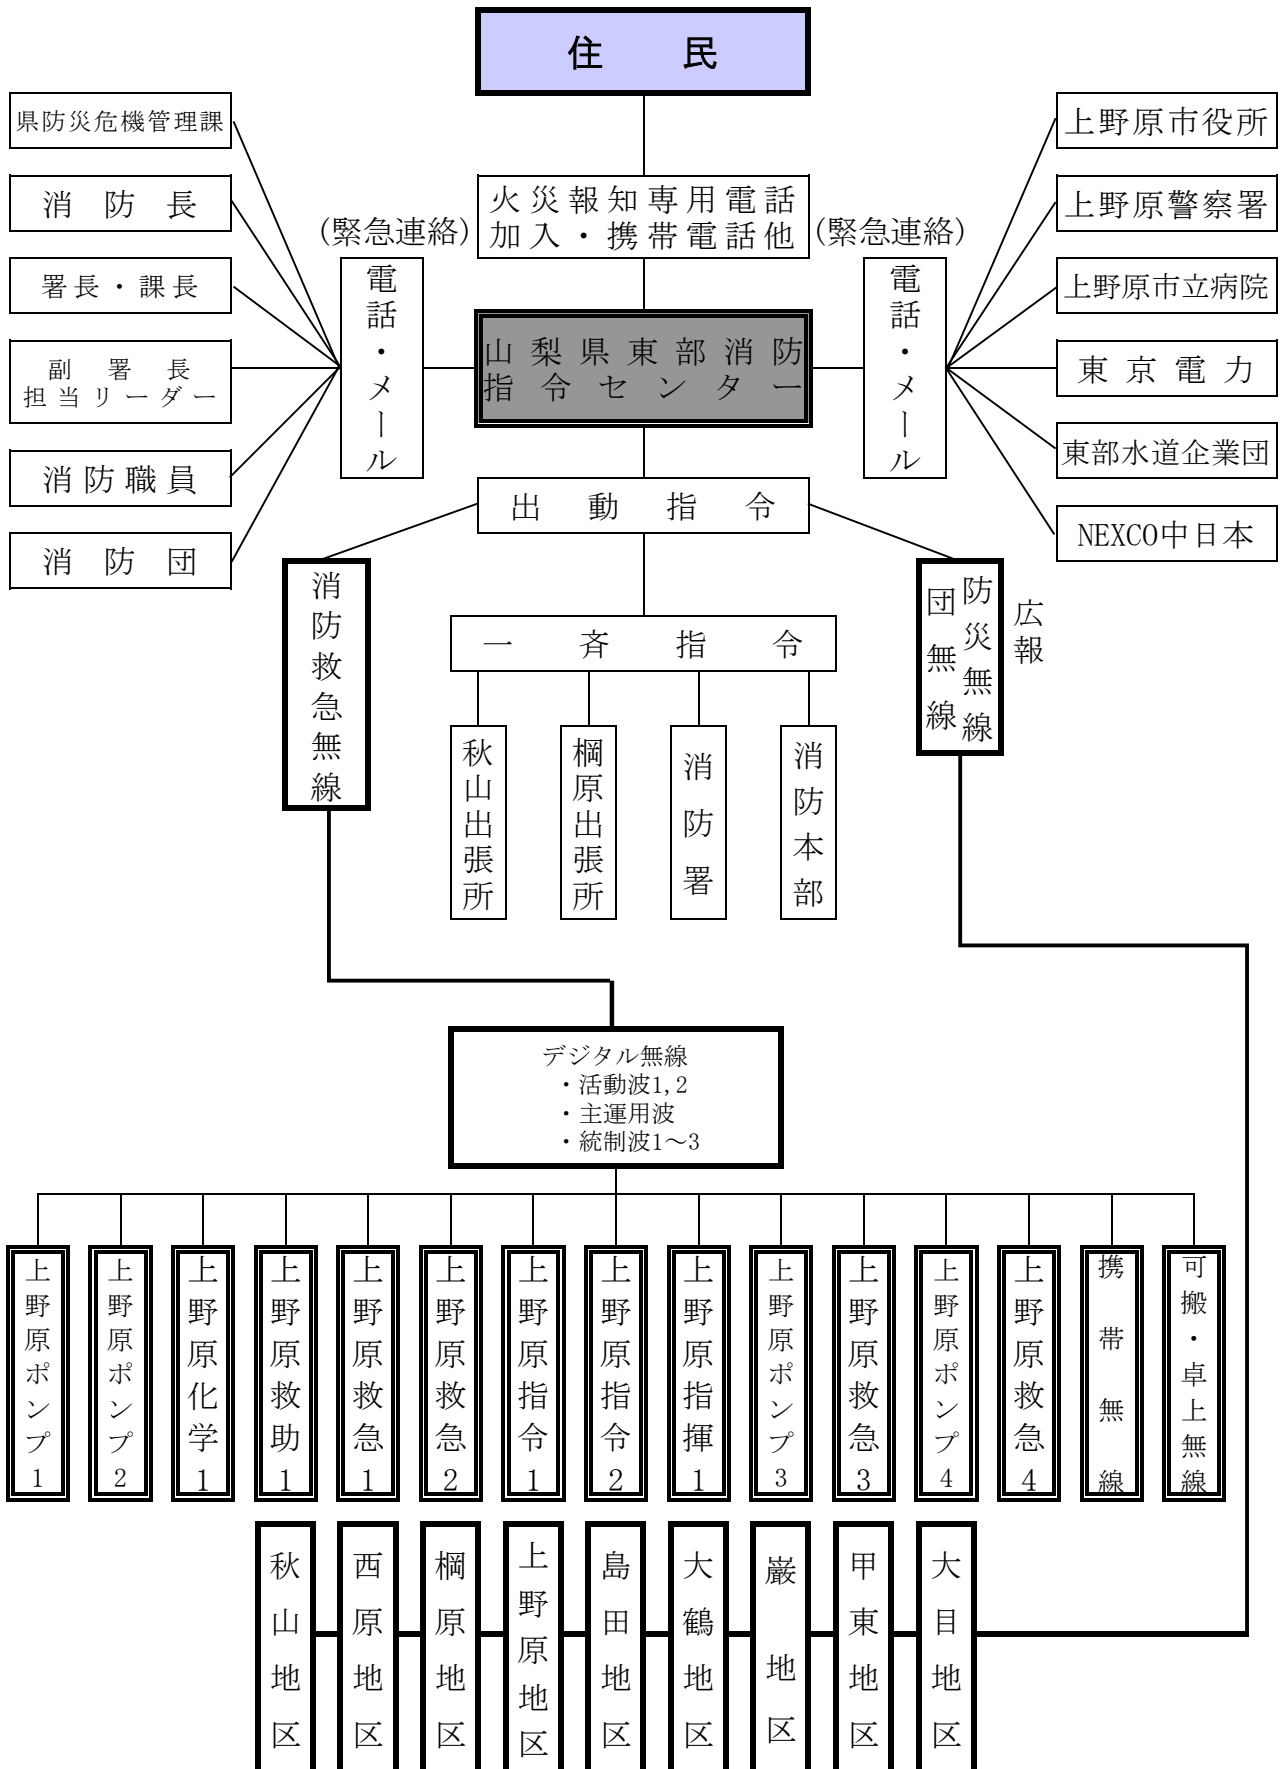 住民
県防災危機管理課
消防長
署長・課長
副署長
担当リーダー
消防職員
消防団
(緊急連絡)
電話・メール
火災報知専用電話
加入・携帯電話他
山梨県東部消防
指令センター
(緊急連絡)
電話・メール
上野原市役所
上野原警察署
上野原市立病院
東京電力
東部水道企業団
NEXCO中日本
出動指令
消防救急無線
一斉指令
防災無線
団無線
広報
秋山出張所
棡原出張所
消防署
消防本部
デジタル無線
・活動波1,2
・主運用波
・統制波1～3
上野原ポンプ1
上野原ポンプ2
上野原化学1
上野原救助1
上野原救急1
上野原救急2
上野原指令1
上野原指令2
上野原指揮1
上野原ポンプ3
上野原救急3
上野原ポンプ4
上野原救急4
携帯無線
可搬・卓上無線
秋山地区
西原地区
棡原地区
上野原地区
島田地区
大鶴地区
巌地区
甲東地区
大目地区